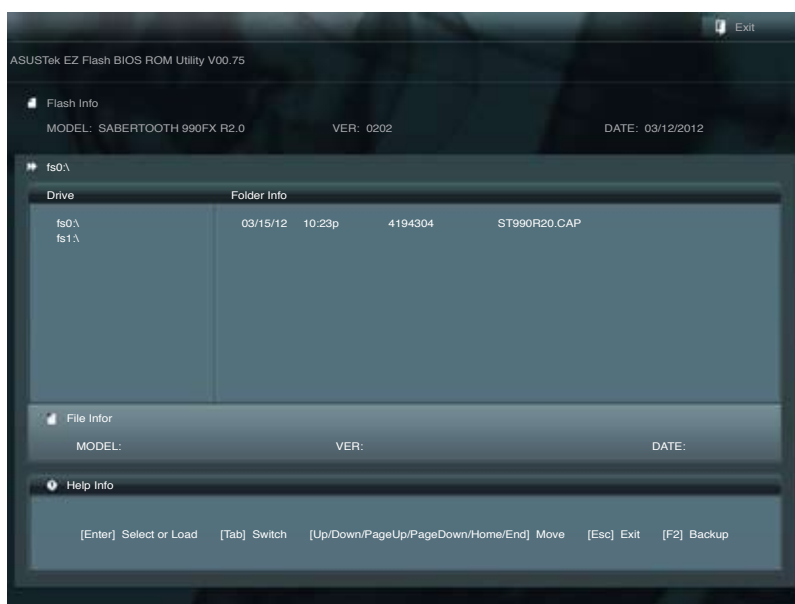 Exit
ASUSTek EZ Flash BIOS ROM Utility V00.75
Flash Info
MODEL: SABERTOOTH 990FX R2.0 VER: 0202 DATE: 03/12/2012
fs0:\
Drive Folder Info
fs0:\ 03/15/12 10:23p 4194304 ST990R20.CAP
fs1:\
File Infor
MODEL: VER: DATE:
Help Info
[Enter] Select or Load [Tab] Switch [Up/Down/PageUp/PageDown/Home/End] Move [Esc] Exit [F2] Backup